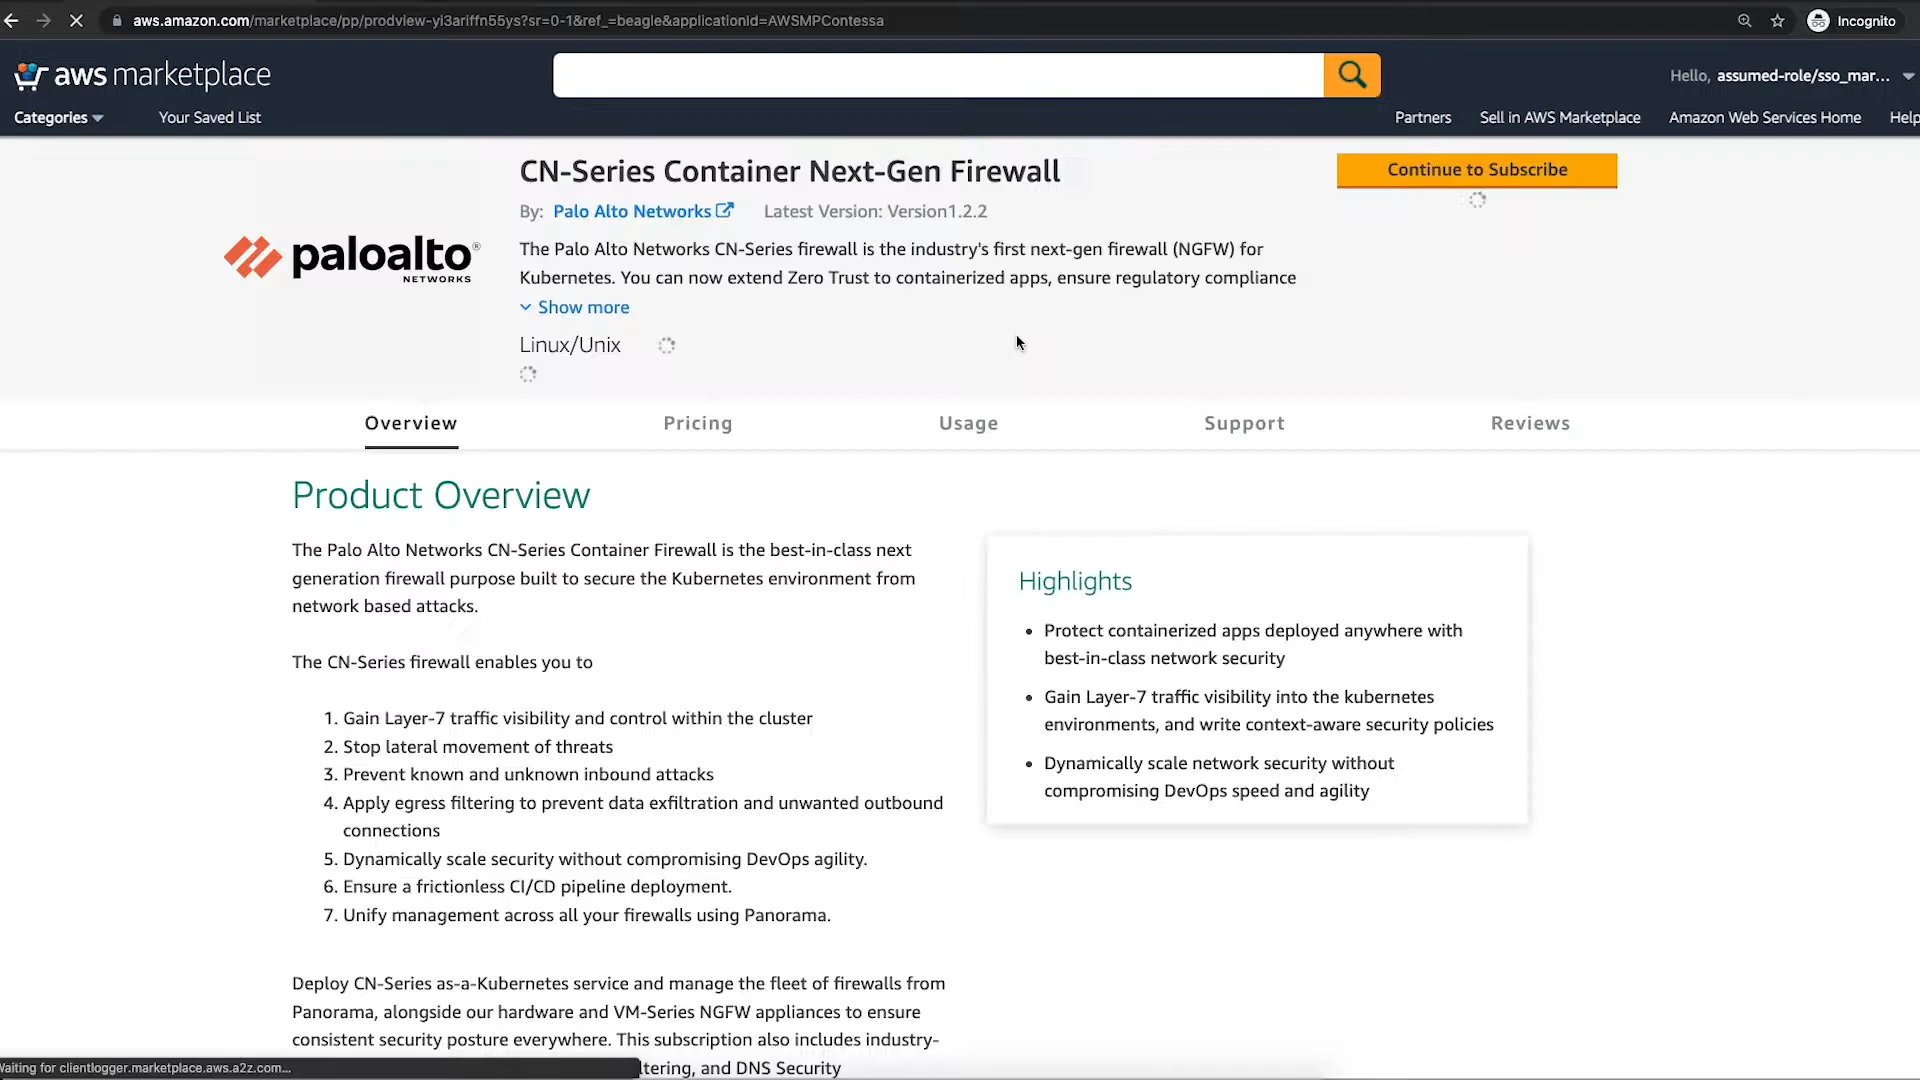 aws.amazon.com/marketplace/pp/prodview-yl3ariffn55ys?sr=0-1&ref_=beagle&applicationId=AWSMPContessa
Incognito
aws marketplace
Hello, assumed-role/sso_mar...
Categories
Your Saved List
Partners
Sell in AWS Marketplace
Amazon Web Services Home
Help
CN-Series Container Next-Gen Firewall
Continue to Subscribe
By: Palo Alto Networks
Latest Version: Version1.2.2
paloalto®
NETWORKS
The Palo Alto Networks CN-Series firewall is the industry's first next-gen firewall (NGFW) for
Kubernetes. You can now extend Zero Trust to containerized apps, ensure regulatory compliance
Show more
Linux/Unix
Overview
Pricing
Usage
Support
Reviews
Product Overview
The Palo Alto Networks CN-Series Container Firewall is the best-in-class next
generation firewall purpose built to secure the Kubernetes environment from
network based attacks.
The CN-Series firewall enables you to
1. Gain Layer-7 traffic visibility and control within the cluster
2. Stop lateral movement of threats
3. Prevent known and unknown inbound attacks
4. Apply egress filtering to prevent data exfiltration and unwanted outbound
connections
5. Dynamically scale security without compromising DevOps agility.
6. Ensure a frictionless CI/CD pipeline deployment.
7. Unify management across all your firewalls using Panorama.
Deploy CN-Series as-a-Kubernetes service and manage the fleet of firewalls from
Panorama, alongside our hardware and VM-Series NGFW appliances to ensure
consistent security posture everywhere. This subscription also includes industry-
ltering, and DNS Security
Highlights
• Protect containerized apps deployed anywhere with
best-in-class network security
• Gain Layer-7 traffic visibility into the kubernetes
environments, and write context-aware security policies
• Dynamically scale network security without
compromising DevOps speed and agility
Waiting for clientlogger.marketplace.aws.a2z.com...